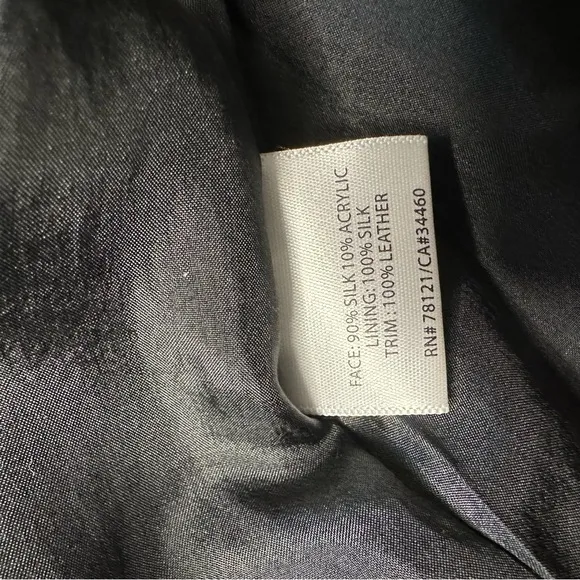 FACE: 90% SILK 10% ACRYLIC
LINING: 100% SILK
TRIM: 100% LEATHER
RN# 78121/CA#34460